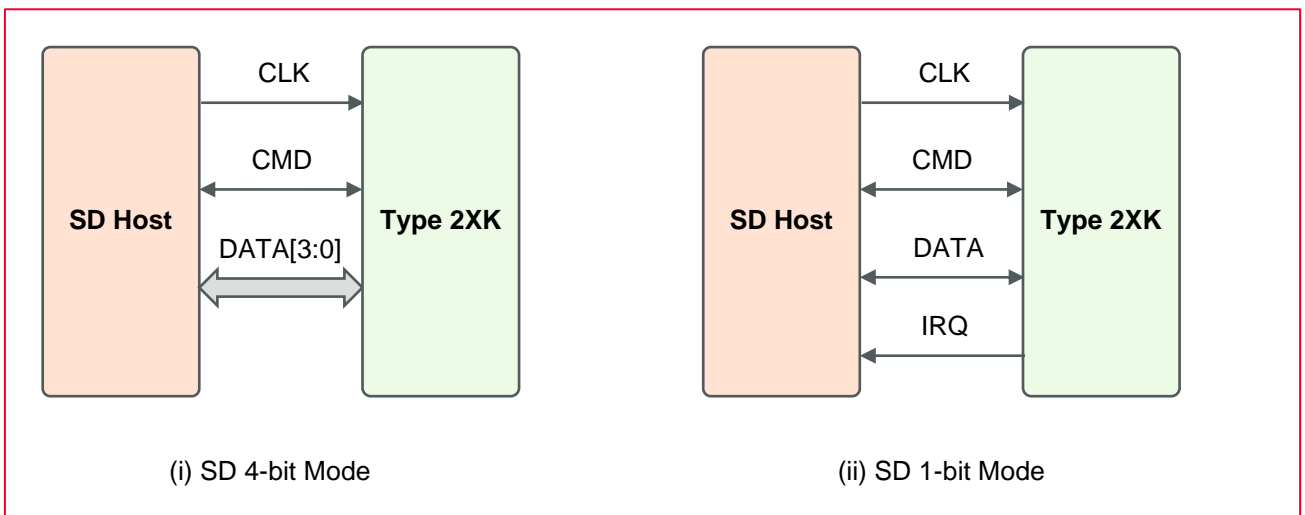 CLK
CMD
SD Host
Type 2XK
DATA[3:0]
(i) SD 4-bit Mode
CLK
CMD
SD Host
Type 2XK
DATA
IRQ
(ii) SD 1-bit Mode